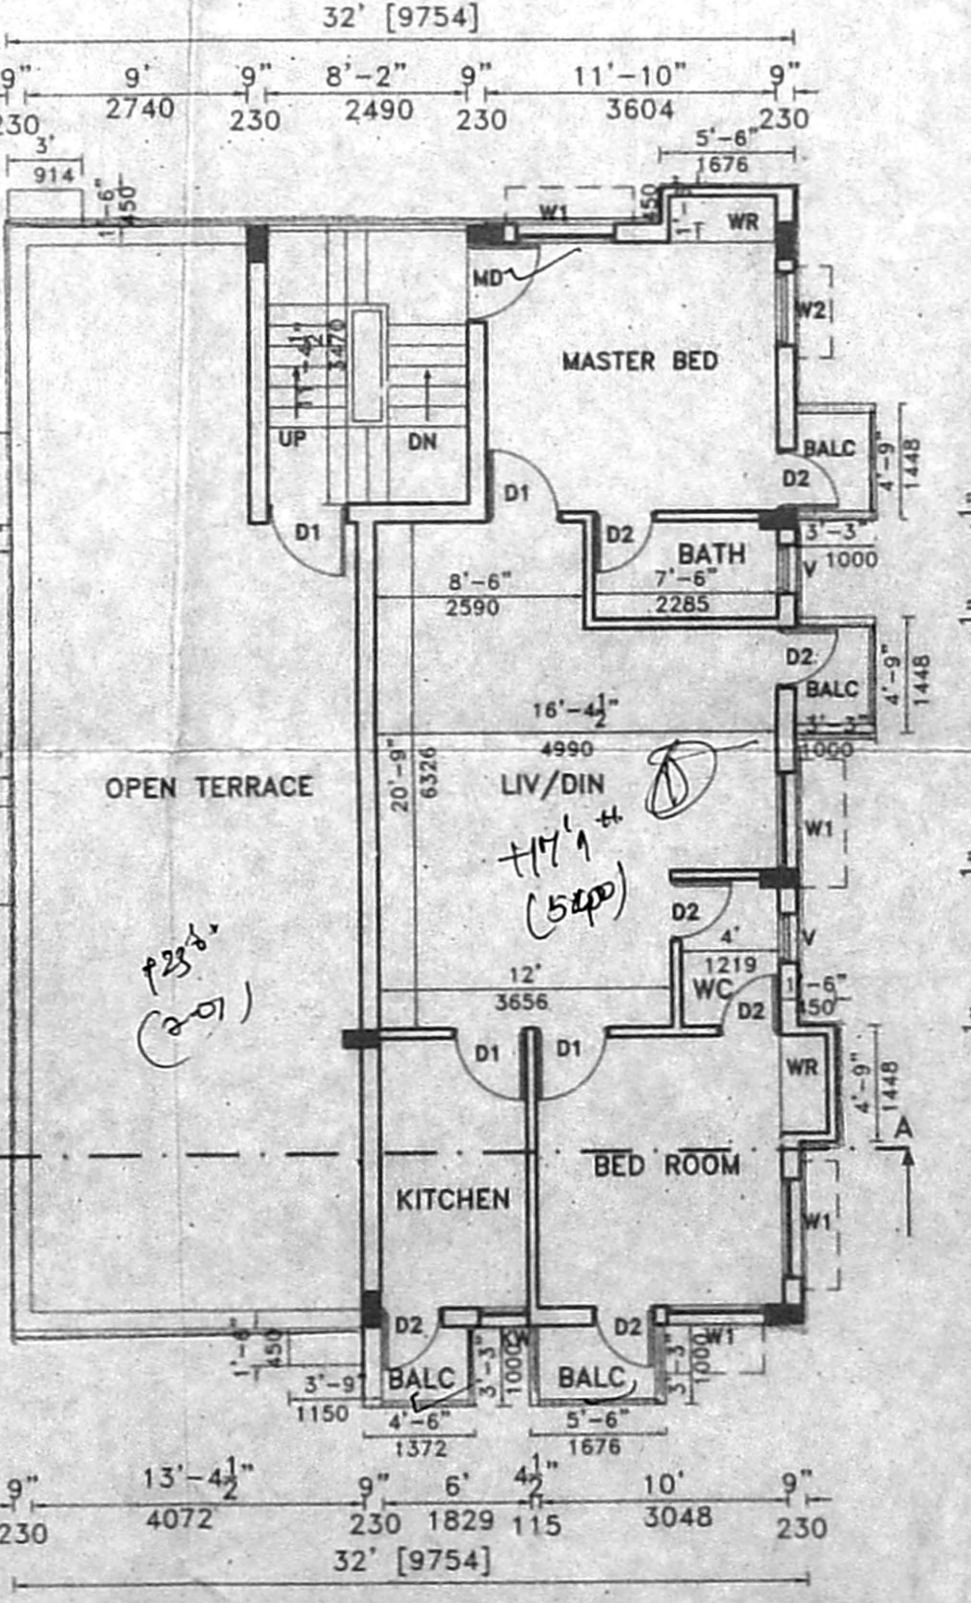 32' [9754]
9" 9' 9" 8'-2" 9" 11'-10" 9"
230 2740 230 2490 230 3604 230
3' 5'-6"
914 1676
1'-6"
450
W1
450
WR
MD
W2
MASTER BED
3470
UP DN
BALC
4'-9"
1448
D2
D1
D1 D2
3'-3"
1000
BATH
V
8'-6" 7'-6"
2590 2285
D2
BALC
4'-9"
1448
16'-4½"
3'-3"
4990 1000
20'-9"
6326
OPEN TERRACE LIV/DIN
W1
D2
4' V
1219
12' WC
3656
D2
450
D1 D1
WR
4'-9"
1448
A
BED ROOM
KITCHEN
W1
D2 KW D2 W1
1'-6"
450
BALC 3'-3" 1000 BALC 3'-3" 1000
3'-9"
1150
4'-6" 5'-6"
1372 1676
9" 13'-4½" 9" 6' 4½" 10' 9"
230 4072 230 1829 115 3048 230
32' [9754]